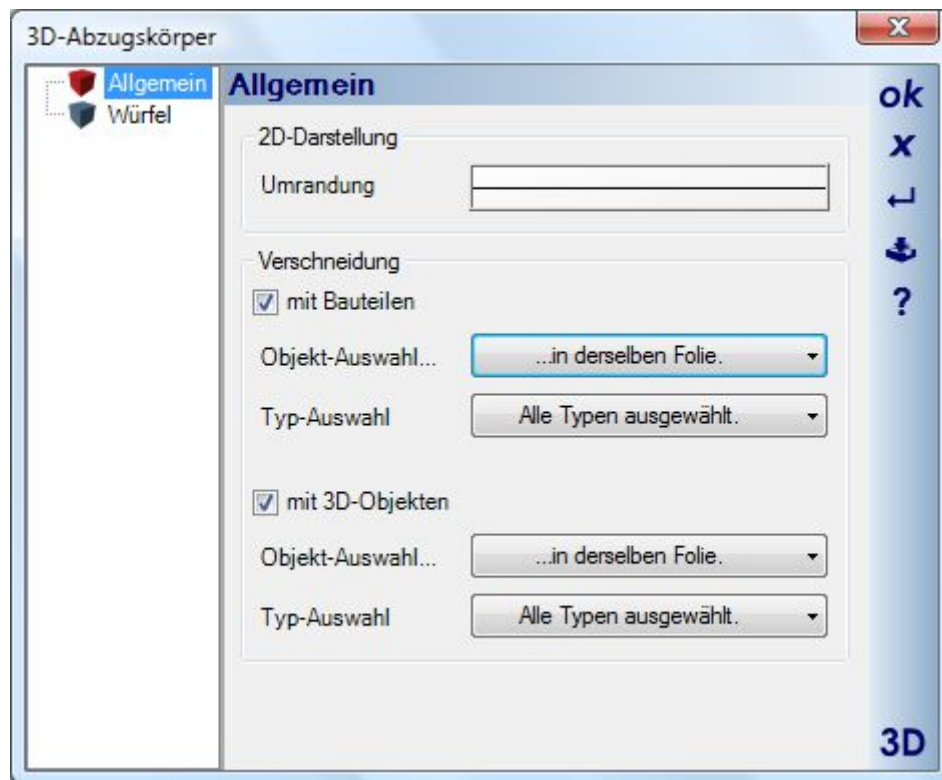 3D-Abzugskörper
Allgemein
Würfel
Allgemein
2D-Darstellung
Umrandung
Verschneidung
mit Bauteilen
Objekt-Auswahl... ...in derselben Folie.
Typ-Auswahl Alle Typen ausgewählt.
mit 3D-Objekten
Objekt-Auswahl... ...in derselben Folie.
Typ-Auswahl Alle Typen ausgewählt.
ok
x
?
3D